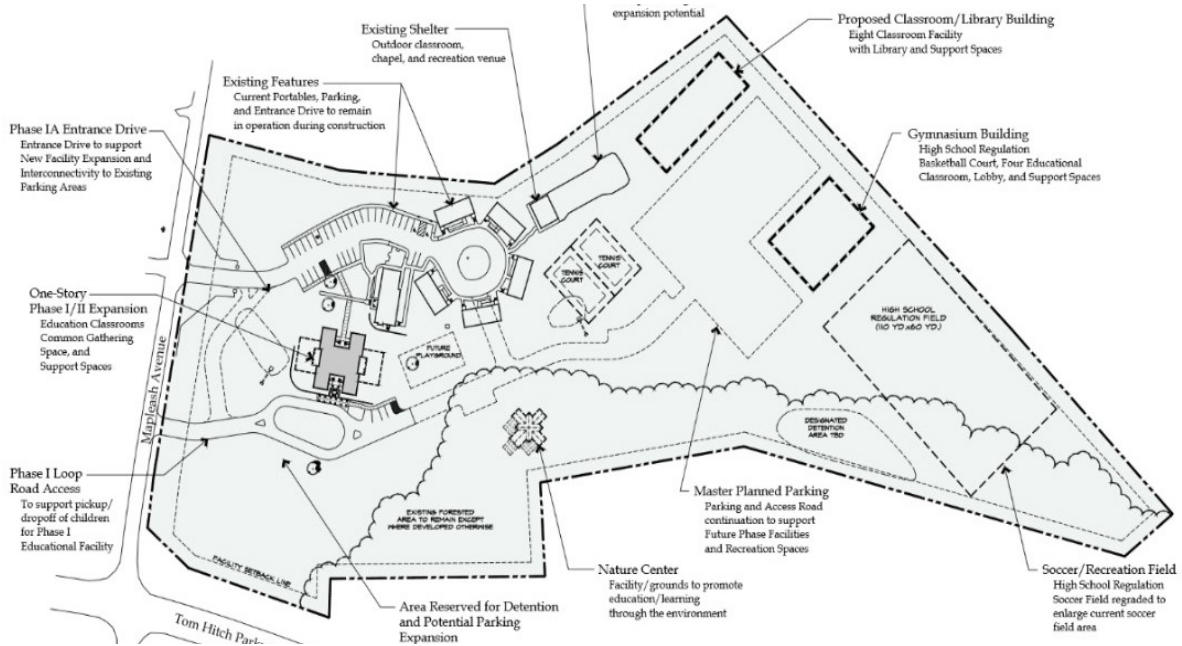 expansion potential
Proposed Classroom/Library Building
Eight Classroom Facility
with Library and Support Spaces
Existing Shelter
Outdoor classroom,
chapel, and recreation venue
Existing Features
Current Portables, Parking,
and Entrance Drive to remain
in operation during construction
Phase IA Entrance Drive
Entrance Drive to support
New Facility Expansion and
Interconnectivity to Existing
Parking Areas
Gymnasium Building
High School Regulation
Basketball Court, Four Educational
Classroom, Lobby, and Support Spaces
TENNIS
COURT
TENNIS
COURT
One-Story
Phase I/II Expansion
Education Classrooms
Common Gathering
Space, and
Support Spaces
HIGH SCHOOL
REGULATION FIELD
(110 YD.x60 YD.)
FUTURE
PLAYGROUND
Mapleash Avenue
DESIGNATED
DETENTION
AREA TBD
Phase I Loop
Road Access
To support pickup/
dropoff of children
for Phase I
Educational Facility
Master Planned Parking
Parking and Access Road
continuation to support
Future Phase Facilities
and Recreation Spaces
EXISTING FORESTED
AREA TO REMAIN EXCEPT
WHERE DEVELOPED OTHERWISE
FACILITY SETBACK LINE
Nature Center
Facility/grounds to promote
education/learning
through the environment
Soccer/Recreation Field
High School Regulation
Soccer Field regraded to
enlarge current soccer
field area
Area Reserved for Detention
and Potential Parking
Expansion
Tom Hitch